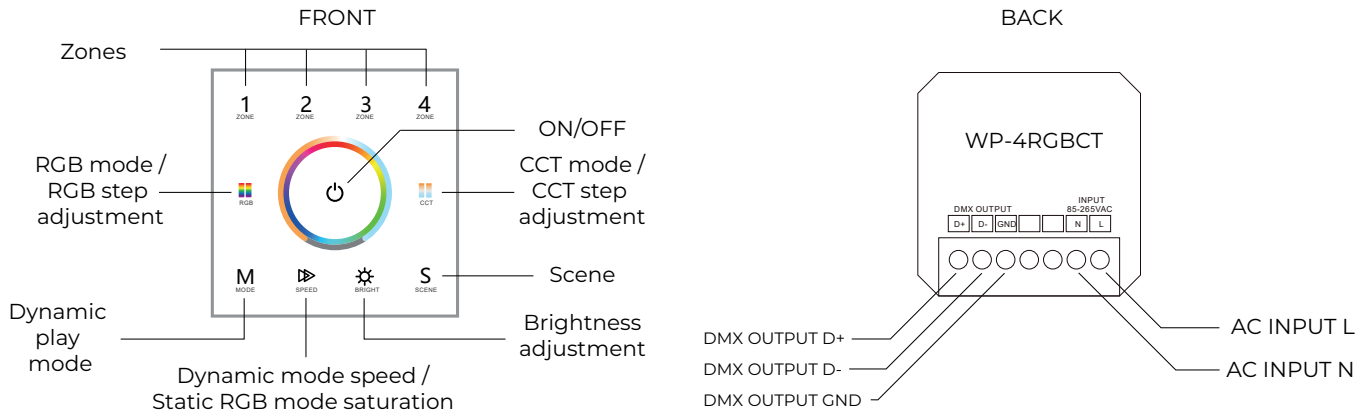 FRONT
Zones
1
ZONE
2
ZONE
3
ZONE
4
ZONE
ON/OFF
RGB mode /
RGB step
adjustment
RGB
CCT
CCT mode /
CCT step
adjustment
M
MODE
SPEED
BRIGHT
S
SCENE
Scene
Dynamic
play
mode
Dynamic mode speed /
Static RGB mode saturation
Brightness
adjustment
BACK
WP-4RGBCT
DMX OUTPUT
INPUT
85-265VAC
D+ D- GND N L
DMX OUTPUT D+
DMX OUTPUT D-
DMX OUTPUT GND
AC INPUT L
AC INPUT N